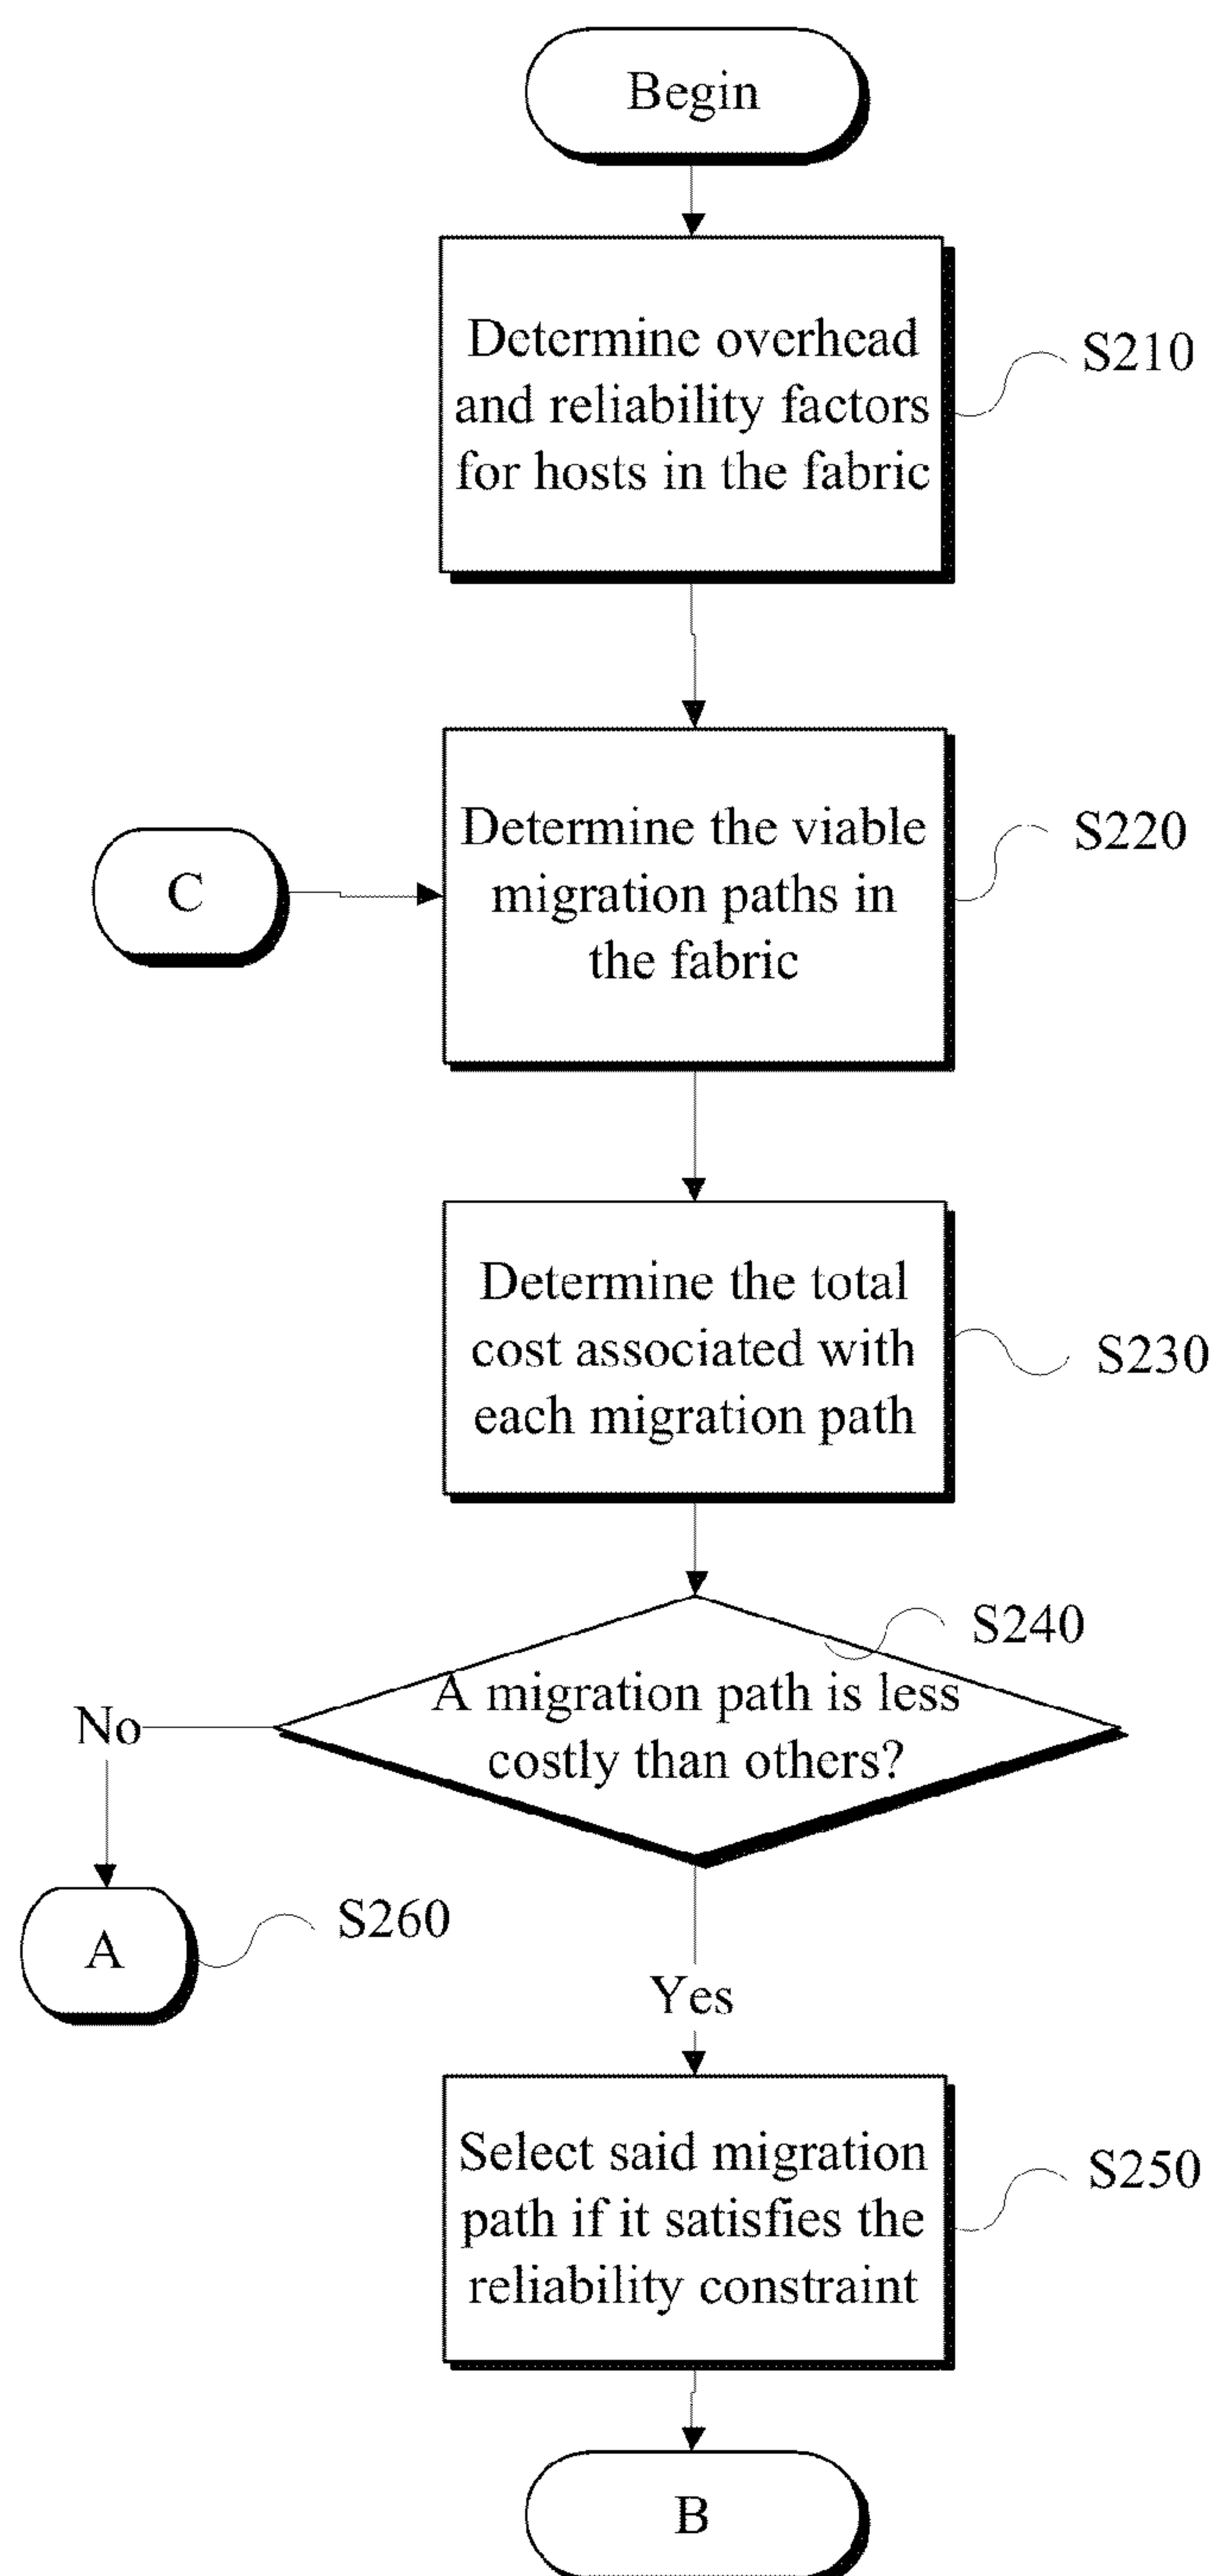 Begin
Determine overhead
and reliability factors
for hosts in the fabric
S210
Determine the viable
migration paths in
the fabric
S220
C
Determine the total
cost associated with
each migration path
S230
S240
A migration path is less
costly than others?
No
A
S260
Yes
Select said migration
path if it satisfies the
reliability constraint
S250
B